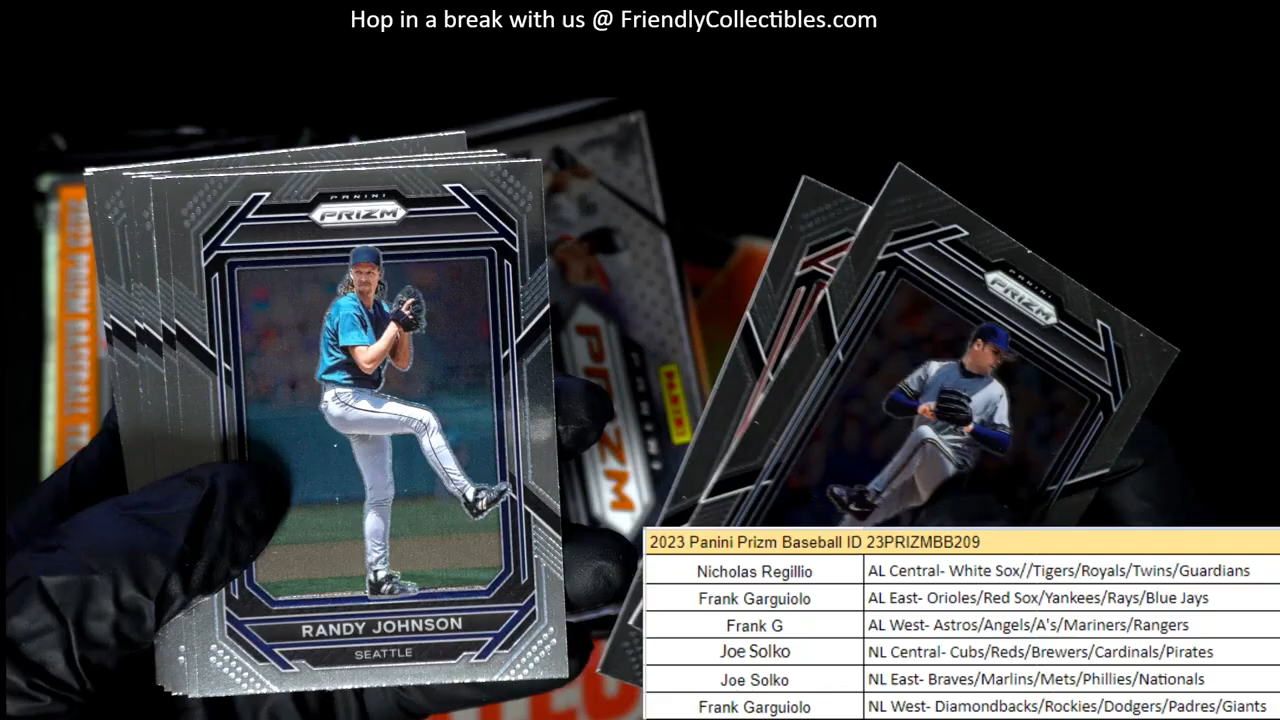 Hop in a break with us @ FriendlyCollectibles.com
PANINI
PRIZM
RANDY JOHNSON
SEATTLE
PANINI
PRIZM
PRIZM
PANINI
2023 Panini Prizm Baseball ID 23PRIZMBB209
Nicholas Regillio AL Central- White Sox//Tigers/Royals/Twins/Guardians
Frank Garguiolo AL East- Orioles/Red Sox/Yankees/Rays/Blue Jays
Frank G AL West- Astros/Angels/A's/Mariners/Rangers
Joe Solko NL Central- Cubs/Reds/Brewers/Cardinals/Pirates
Joe Solko NL East- Braves/Marlins/Mets/Phillies/Nationals
Frank Garguiolo NL West- Diamondbacks/Rockies/Dodgers/Padres/Giants